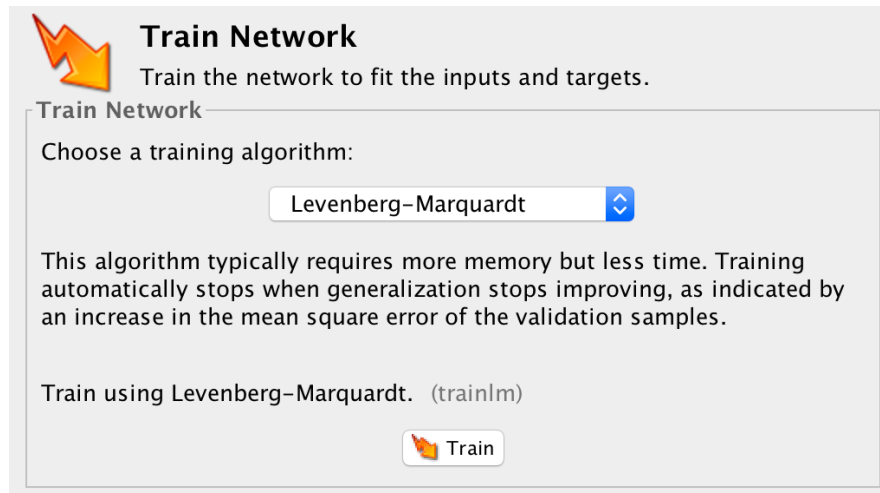 Train Network
Train the network to fit the inputs and targets.
Train Network
Choose a training algorithm:
Levenberg-Marquardt
This algorithm typically requires more memory but less time. Training
automatically stops when generalization stops improving, as indicated by
an increase in the mean square error of the validation samples.
Train using Levenberg-Marquardt. (trainlm)
Train